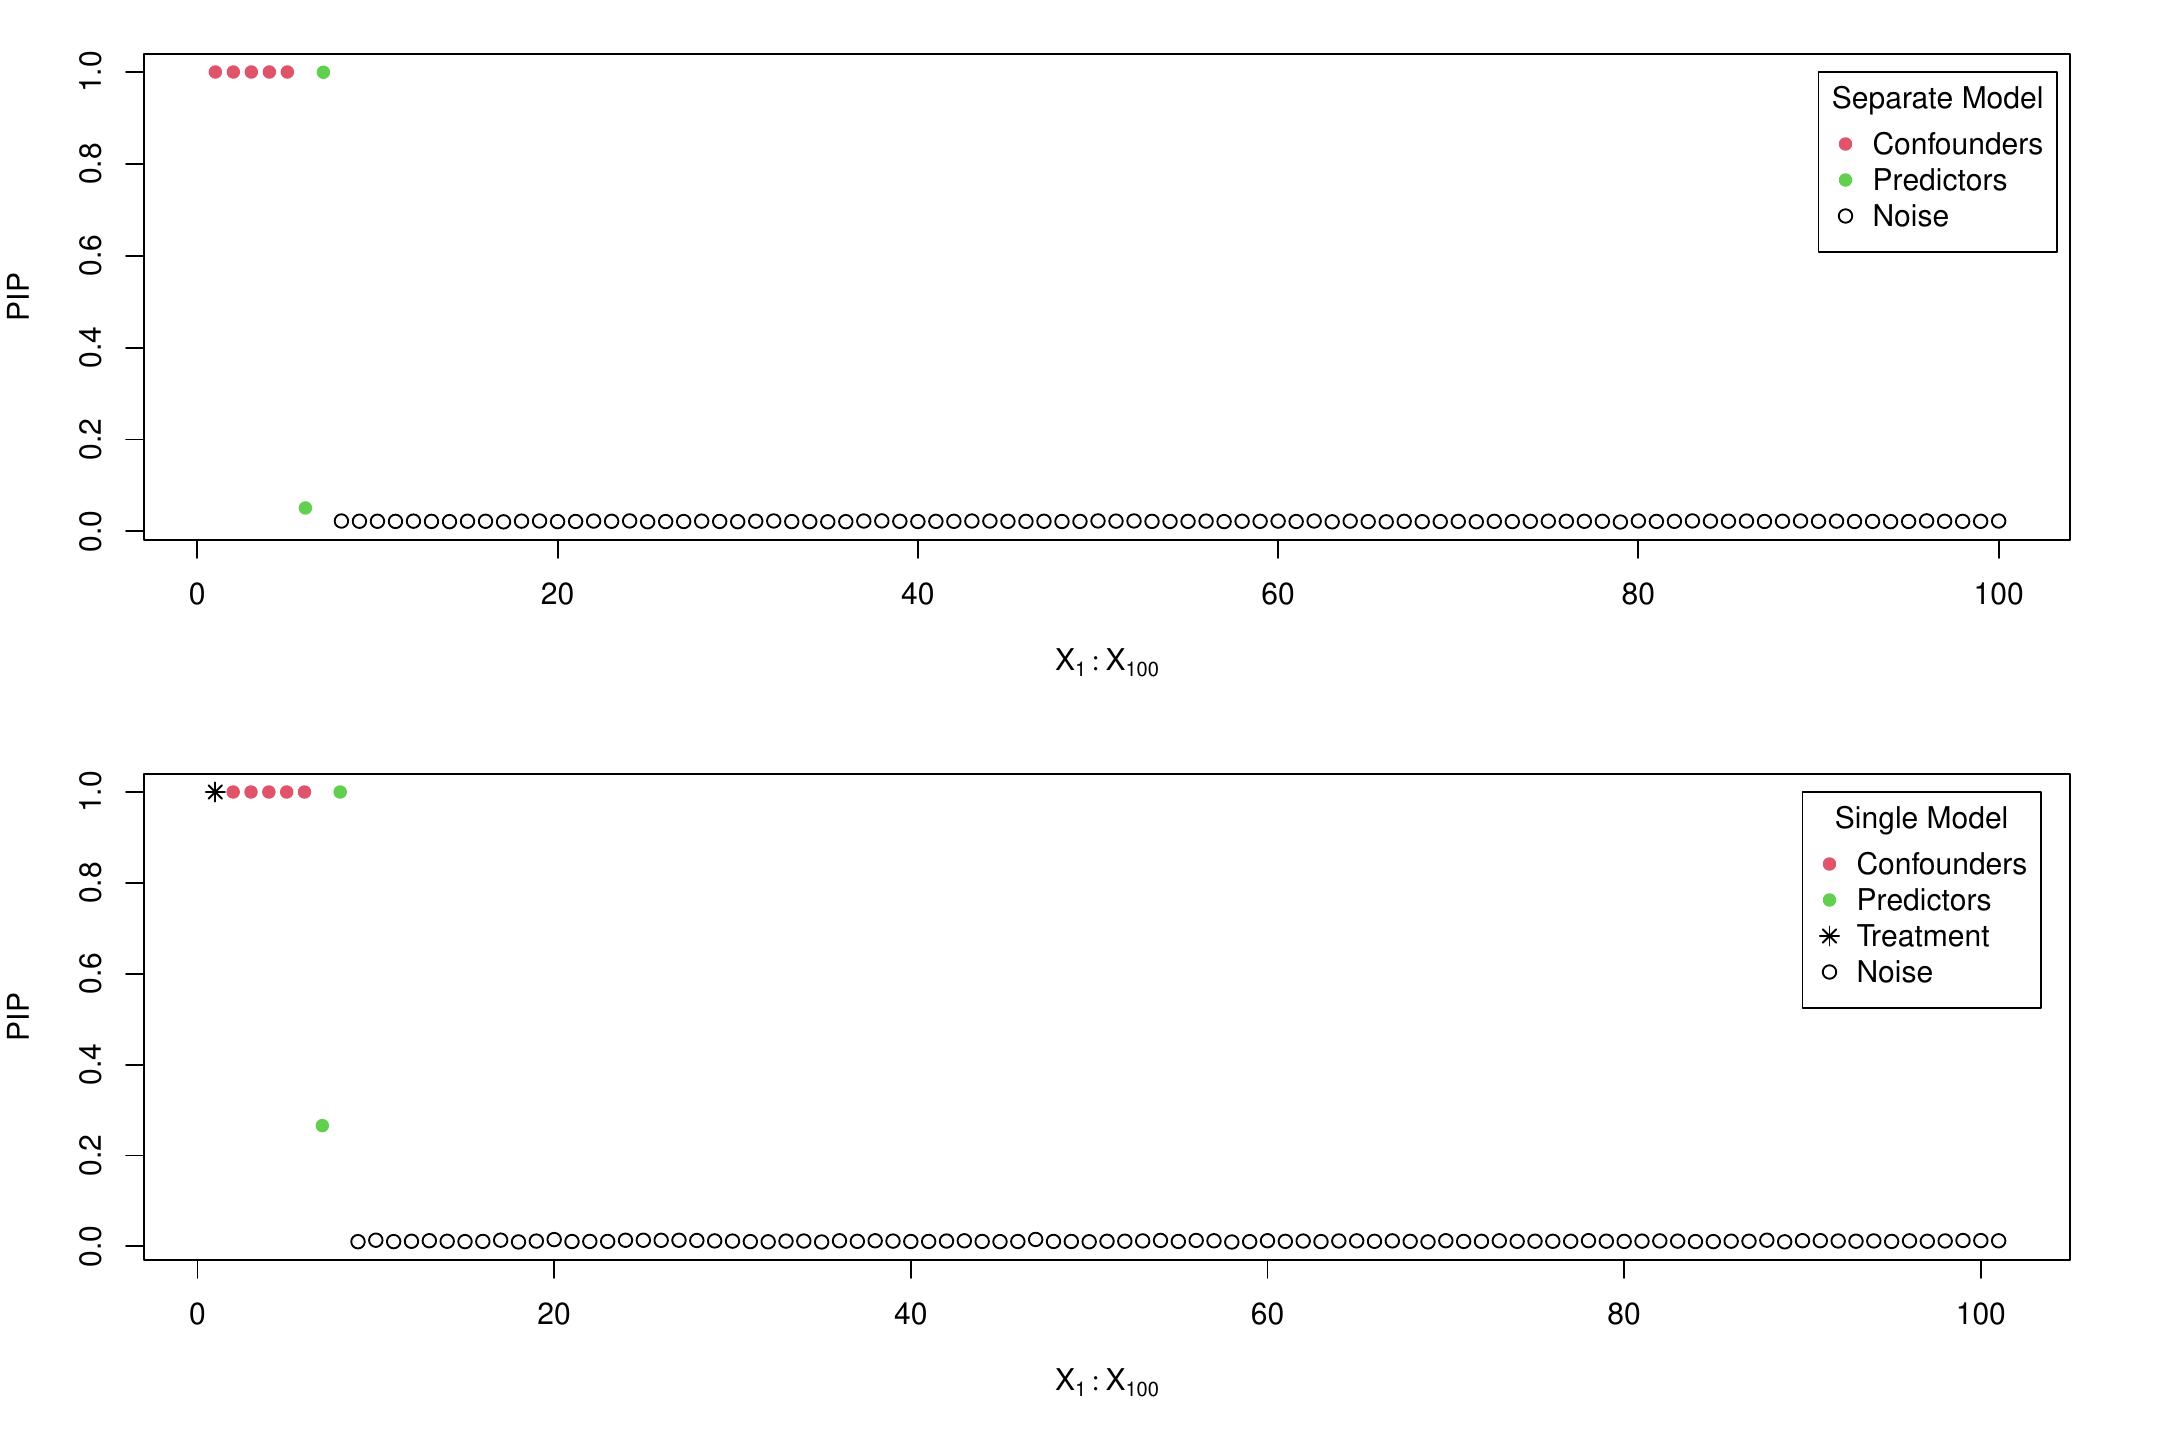 1.0
0.8
0.6
0.4
0.2
0.0
PIP
Separate Model
Confounders
Predictors
Noise
0 20 40 60 80 100
X₁ : X₁₀₀
1.0
0.8
0.6
0.4
0.2
0.0
PIP
Single Model
Confounders
Predictors
Treatment
Noise
0 20 40 60 80 100
X₁ : X₁₀₀